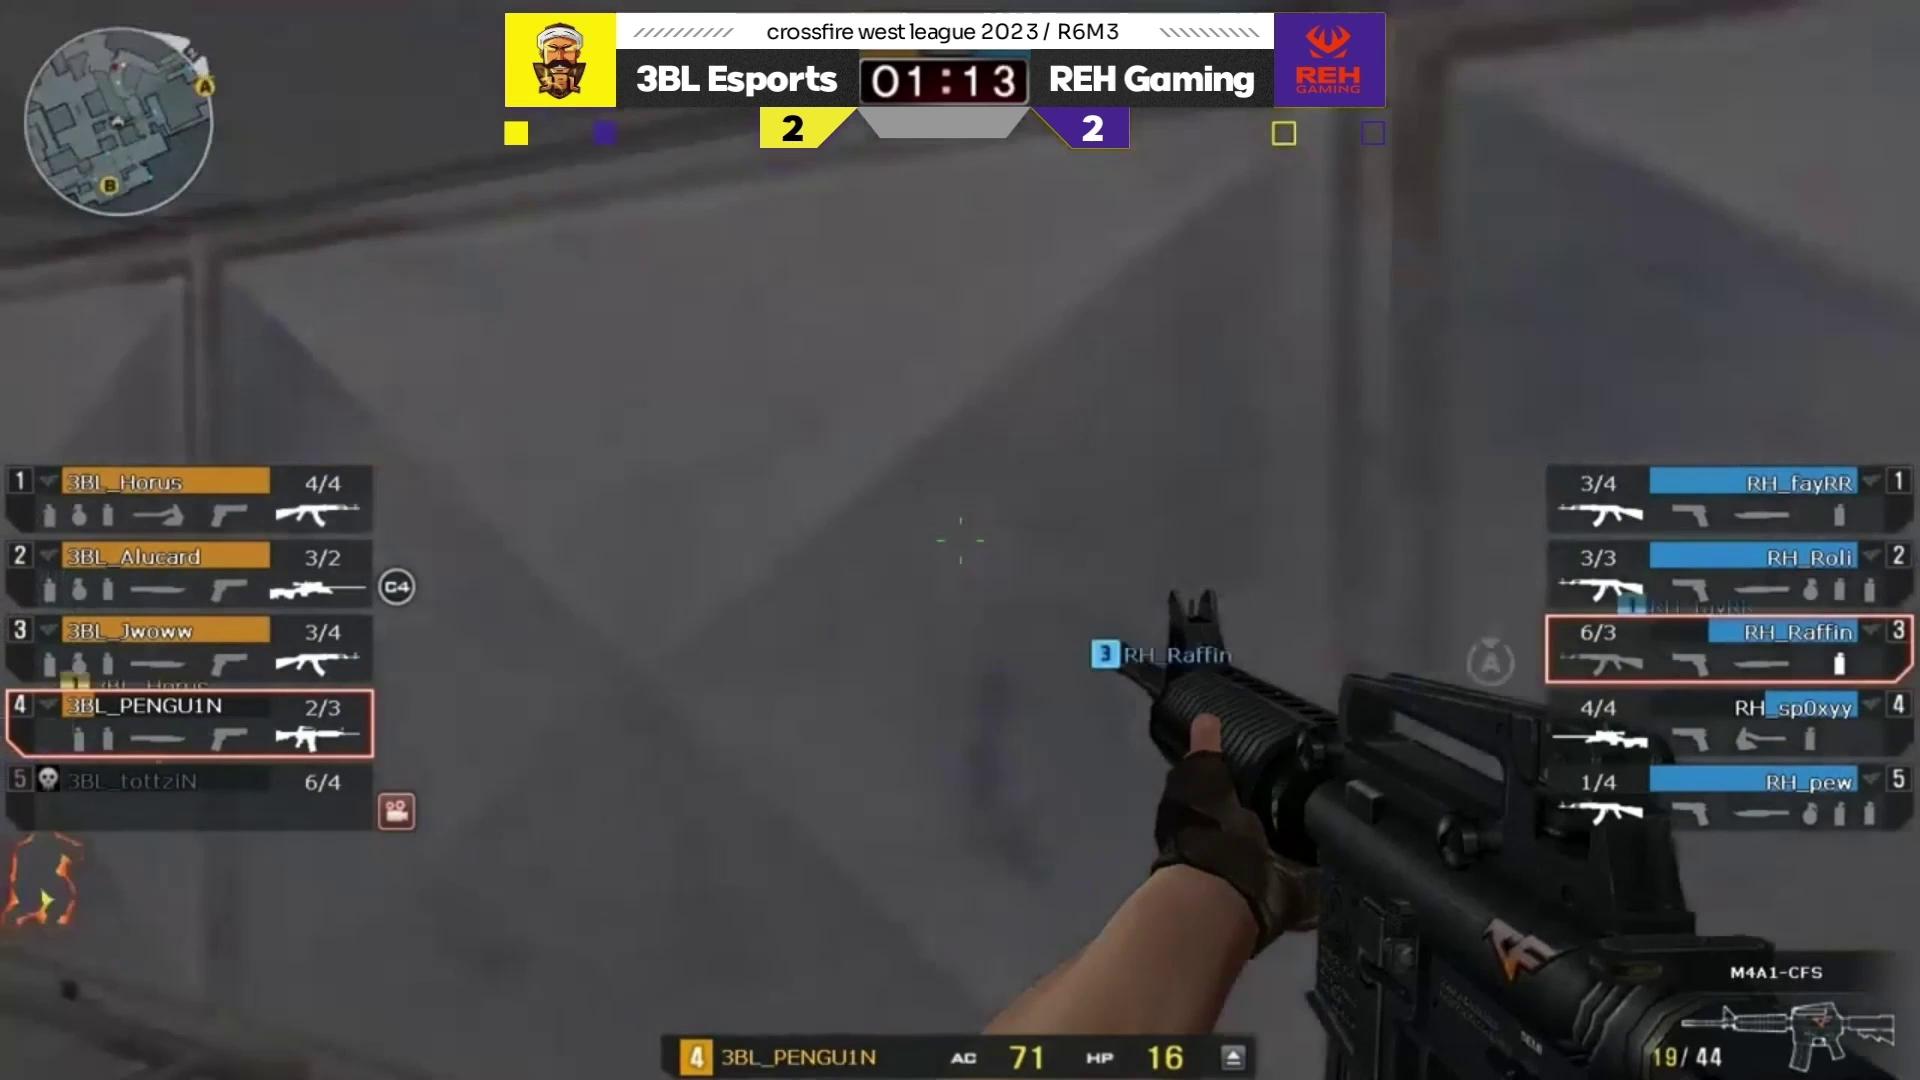 crossfire west league 2023 / R6M3
3BL Esports 01:13 REH Gaming
REH
GAMING
3BL
2 2
A
B
1 3BL_Horus 4/4
2 3BL_Alucard 3/2
C4
3 3BL_Jwoww 3/4
4 3BL_PENGU1N 2/3
5 3BL_tottziN 6/4
3/4 RH_fayRR 1
3/3 RH_Roli 2
6/3 RH_Raffin 3
4/4 RH_sp0xyy 4
1/4 RH_pew 5
3 RH_Raffin
A
M4A1-CFS
19/ 44
4 3BL_PENGU1N AC 71 HP 16